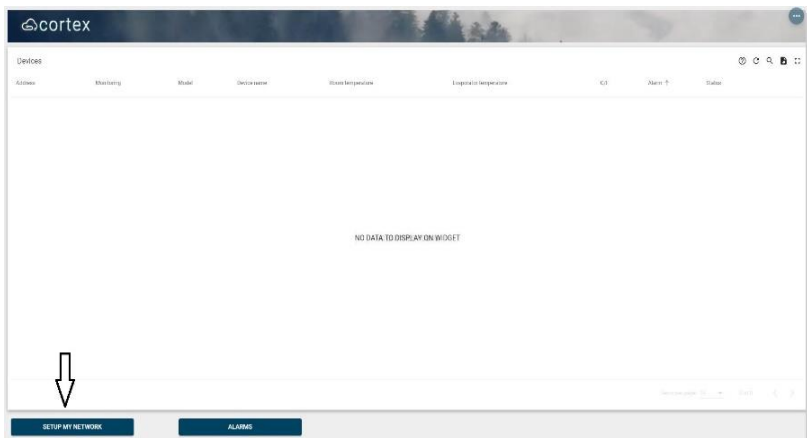 cortex
Devices
Address Monitoring Model Device name Room temperature Evaporator temperature Alarm ↑ Status
NO DATA TO DISPLAY ON WIDGET
SETUP MY NETWORK ALARMS